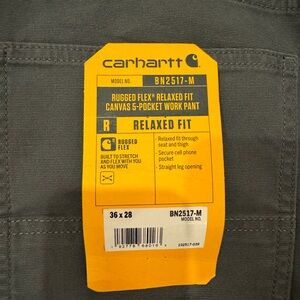 carhartt
MODEL NO. BN2517-M
RUGGED FLEX® RELAXED FIT
CANVAS 5-POCKET WORK PANT
R RELAXED FIT
RUGGED
FLEX
BUILT TO STRETCH
AND FLEX WITH YOU
AS YOU MOVE
Relaxed fit through
seat and thigh
Secure cell phone
pocket
Straight leg opening
36 x 28
BN2517-M
MODEL NO.